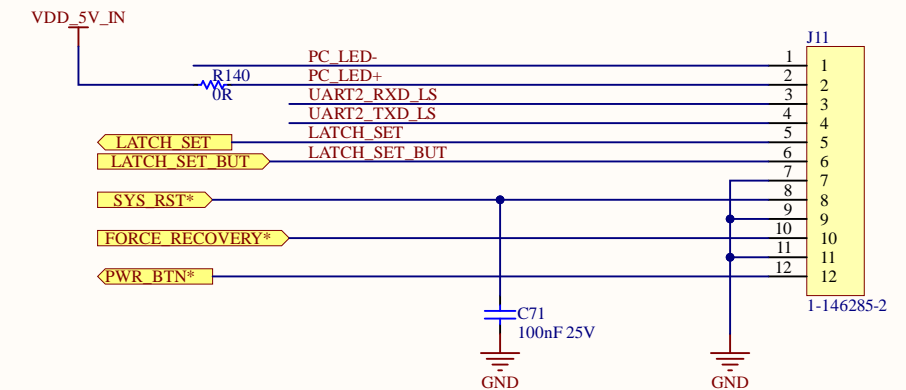 VDD_5V_IN
J11
PC_LED- 1 1
R140 PC_LED+ 2 2
0R UART2_RXD_LS 3 3
UART2_TXD_LS 4 4
LATCH_SET LATCH_SET 5 5
LATCH_SET_BUT LATCH_SET_BUT 6 6
7 7
SYS_RST* 8 8
9 9
FORCE_RECOVERY* 10 10
11 11
PWR_BTN* 12 12
1-146285-2
C71
100nF 25V
GND GND